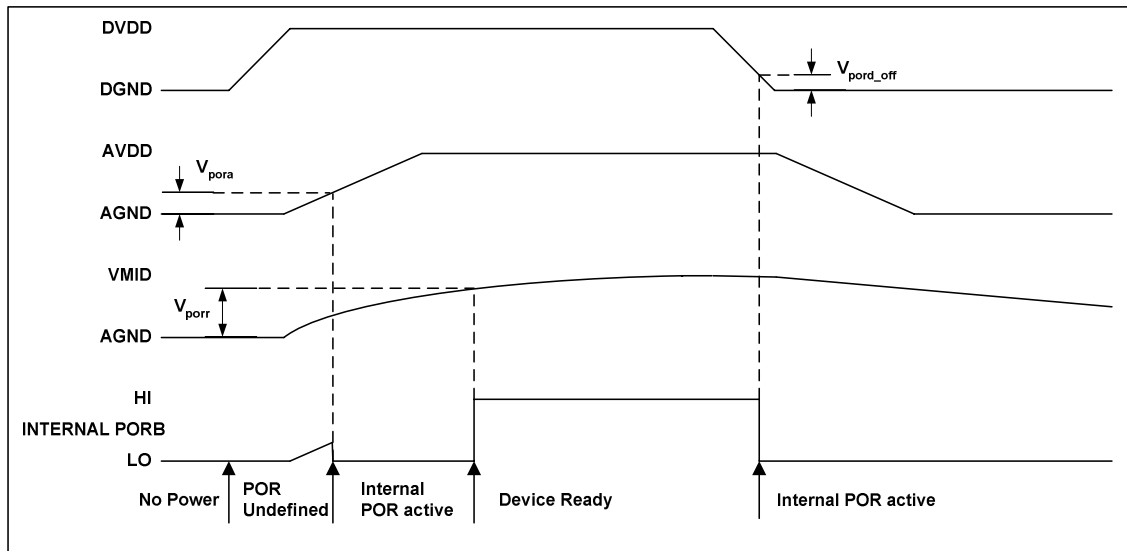 DVDD
V_pord_off
DGND
AVDD
V_pora
AGND
VMID
V_porr
AGND
HI
INTERNAL PORB
LO
No Power
POR
Undefined
Internal
POR active
Device Ready
Internal POR active